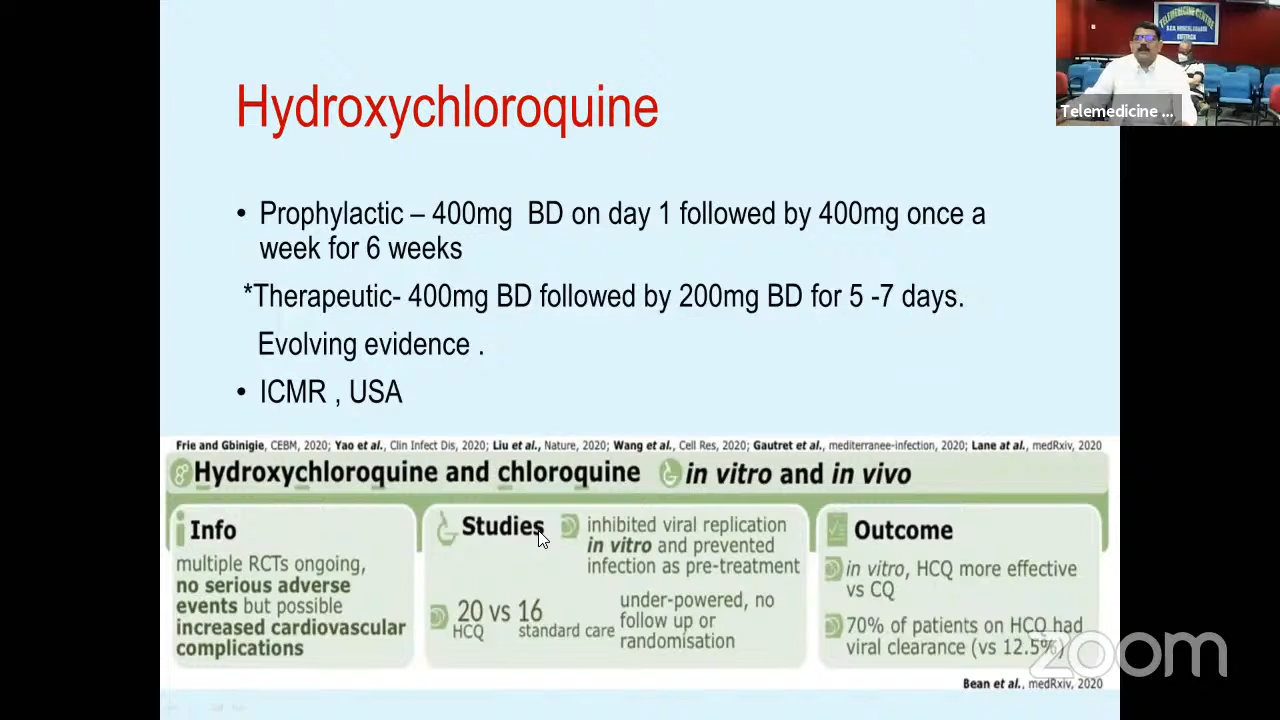 TELEMEDICINE CENTRE
Telemedicine ...
Hydroxychloroquine
• Prophylactic – 400mg BD on day 1 followed by 400mg once a
week for 6 weeks
*Therapeutic- 400mg BD followed by 200mg BD for 5 -7 days.
Evolving evidence .
• ICMR , USA
Frie and Gbinigie, CEBM, 2020; Yao et al., Clin Infect Dis, 2020; Liu et al., Nature, 2020; Wang et al., Cell Res, 2020; Gautret et al., mediterranee-infection, 2020; Lane at al., medRxiv, 2020
Hydroxychloroquine and chloroquine in vitro and in vivo
Info
multiple RCTs ongoing,
no serious adverse
events but possible
increased cardiovascular
complications
Studies
inhibited viral replication
in vitro and prevented
infection as pre-treatment
20 vs 16
HCQ standard care
under-powered, no
follow up or
randomisation
Outcome
in vitro, HCQ more effective
vs CQ
70% of patients on HCQ had
viral clearance (vs 12.5%)
zoom
Bean et al., medRxiv, 2020